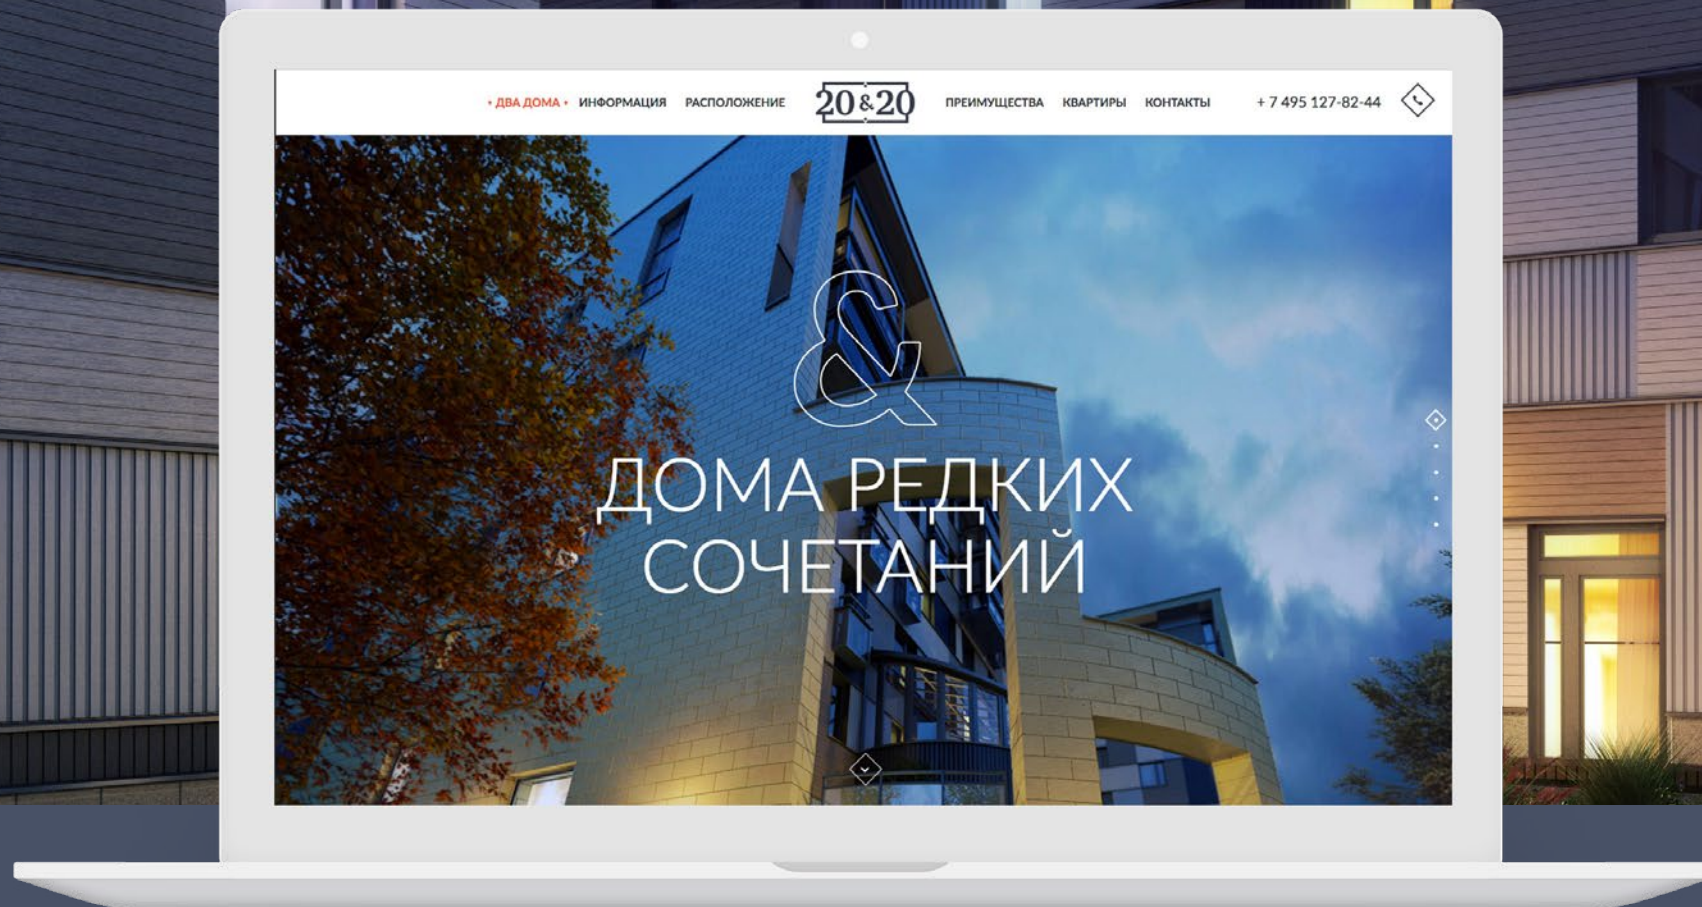 • ДВА ДОМА • ИНФОРМАЦИЯ РАСПОЛОЖЕНИЕ 20&20 ПРЕИМУЩЕСТВА КВАРТИРЫ КОНТАКТЫ + 7 495 127-82-44
&
ДОМА РЕДКИХ
СОЧЕТАНИЙ